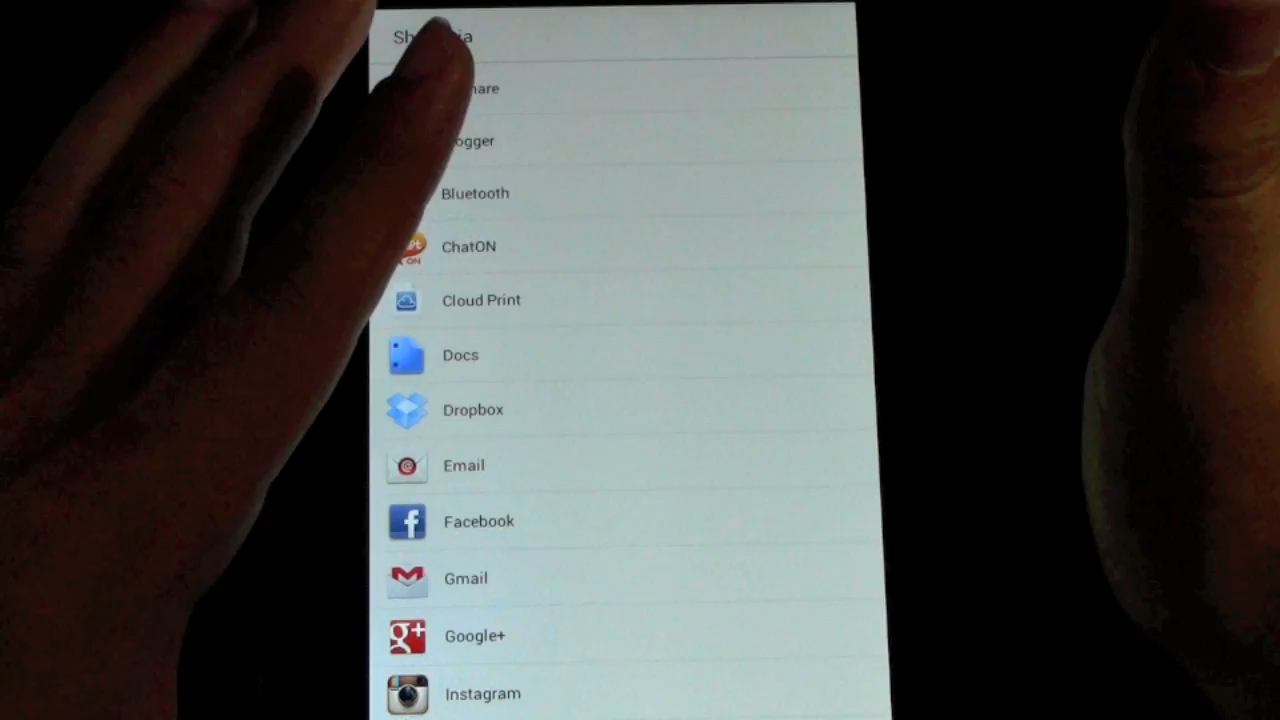 Bluetooth
ChatON
Cloud Print
Docs
Dropbox
Email
Facebook
Gmail
g+ Google+
Instagram